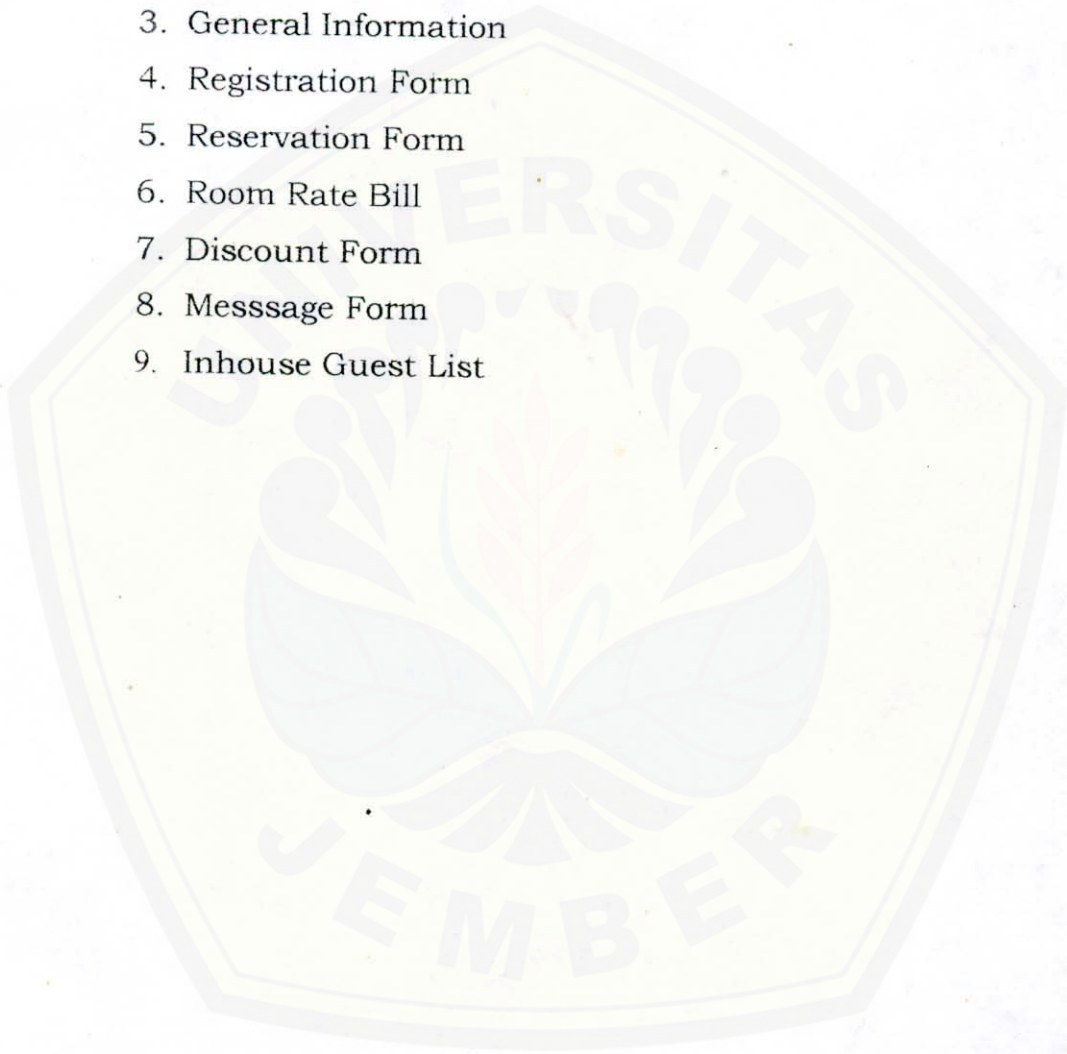 3. General Information
4. Registration Form
5. Reservation Form
6. Room Rate Bill
7. Discount Form
8. Messsage Form
9. Inhouse Guest List
UNIVERSITAS
JEMBER